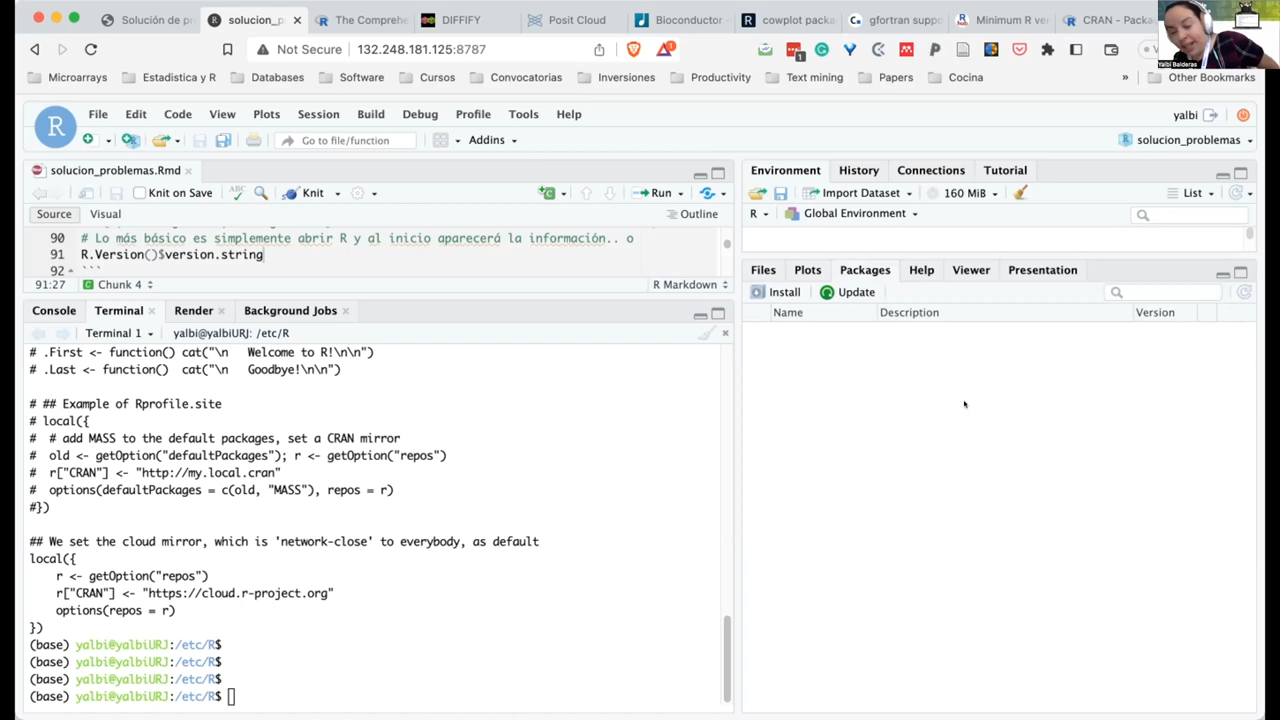 Solución de pr
solucion_p
The Comprehe
DIFFIFY
Posit Cloud
Bioconductor
cowplot packa
gfortran suppo
Minimum R ve
CRAN - Packa
Not Secure
132.248.181.125:8787
Microarrays
Estadistica y R
Databases
Software
Cursos
Convocatorias
Inversiones
Productivity
Text mining
Papers
Cocina
»
Other Bookmarks
Yalbi Balderas
R
File Edit Code View Plots Session Build Debug Profile Tools Help
yalbi
Go to file/function
Addins
solucion_problemas
solucion_problemas.Rmd
Knit on Save
ABC
Knit
Run
Source Visual
Outline
90 # Lo más básico es simplemente abrir R y al inicio aparecerá la información.. o
91 R.Version()$version.string
92 ```
91:27 Chunk 4 R Markdown
Console Terminal Render Background Jobs
Terminal 1 yalbi@yalbiURJ: /etc/R
# .First <- function() cat("\n   Welcome to R!\n\n")
# .Last <- function()  cat("\n   Goodbye!\n\n")
# ## Example of Rprofile.site
# local({
#  # add MASS to the default packages, set a CRAN mirror
#  old <- getOption("defaultPackages"); r <- getOption("repos")
#  r["CRAN"] <- "http://my.local.cran"
#  options(defaultPackages = c(old, "MASS"), repos = r)
#})
## We set the cloud mirror, which is 'network-close' to everybody, as default
local({
    r <- getOption("repos")
    r["CRAN"] <- "https://cloud.r-project.org"
    options(repos = r)
})
(base) yalbi@yalbiURJ:/etc/R$
(base) yalbi@yalbiURJ:/etc/R$
(base) yalbi@yalbiURJ:/etc/R$
(base) yalbi@yalbiURJ:/etc/R$
Environment History Connections Tutorial
Import Dataset 160 MiB List
R Global Environment
Files Plots Packages Help Viewer Presentation
Install Update
Name Description Version